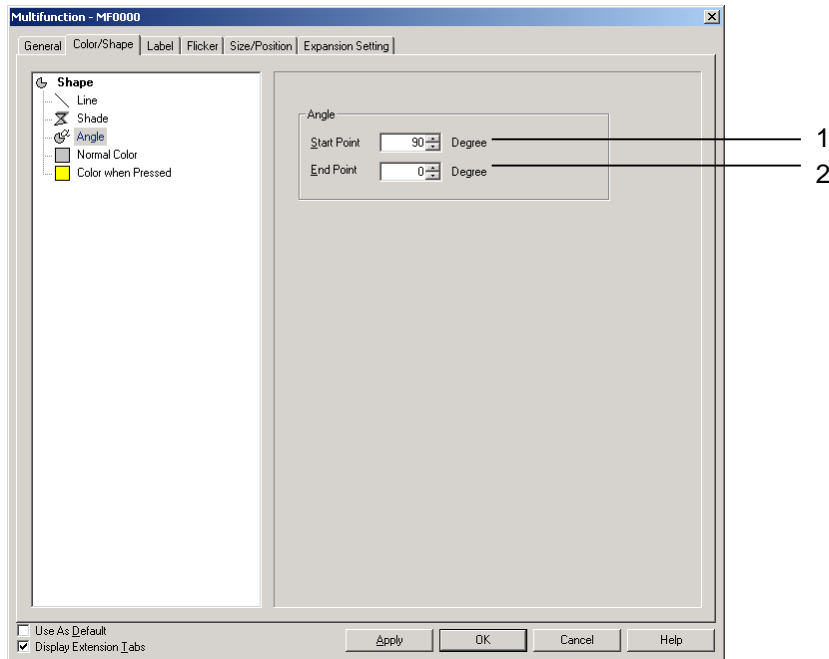 Multifunction - MF0000
General Color/Shape Label Flicker Size/Position Expansion Setting
Shape
Line
Shade
Angle
Normal Color
Color when Pressed
Angle
Start Point 90 Degree 1
End Point 0 Degree 2
Use As Default
Display Extension Tabs
Apply OK Cancel Help